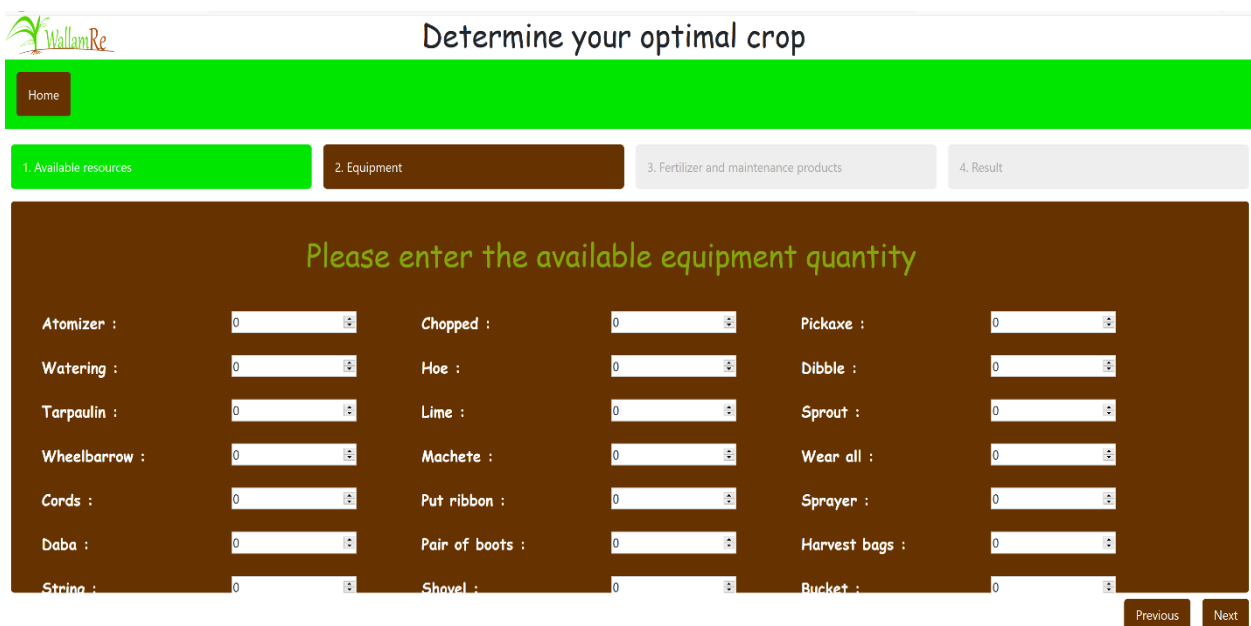 WallamRe
Determine your optimal crop
Home
1. Available resources
2. Equipment
3. Fertilizer and maintenance products
4. Result
Please enter the available equipment quantity
Atomizer : 0 Chopped : 0 Pickaxe : 0
Watering : 0 Hoe : 0 Dibble : 0
Tarpaulin : 0 Lime : 0 Sprout : 0
Wheelbarrow : 0 Machete : 0 Wear all : 0
Cords : 0 Put ribbon : 0 Sprayer : 0
Daba : 0 Pair of boots : 0 Harvest bags : 0
String : 0 Shovel : 0 Bucket : 0
Previous Next